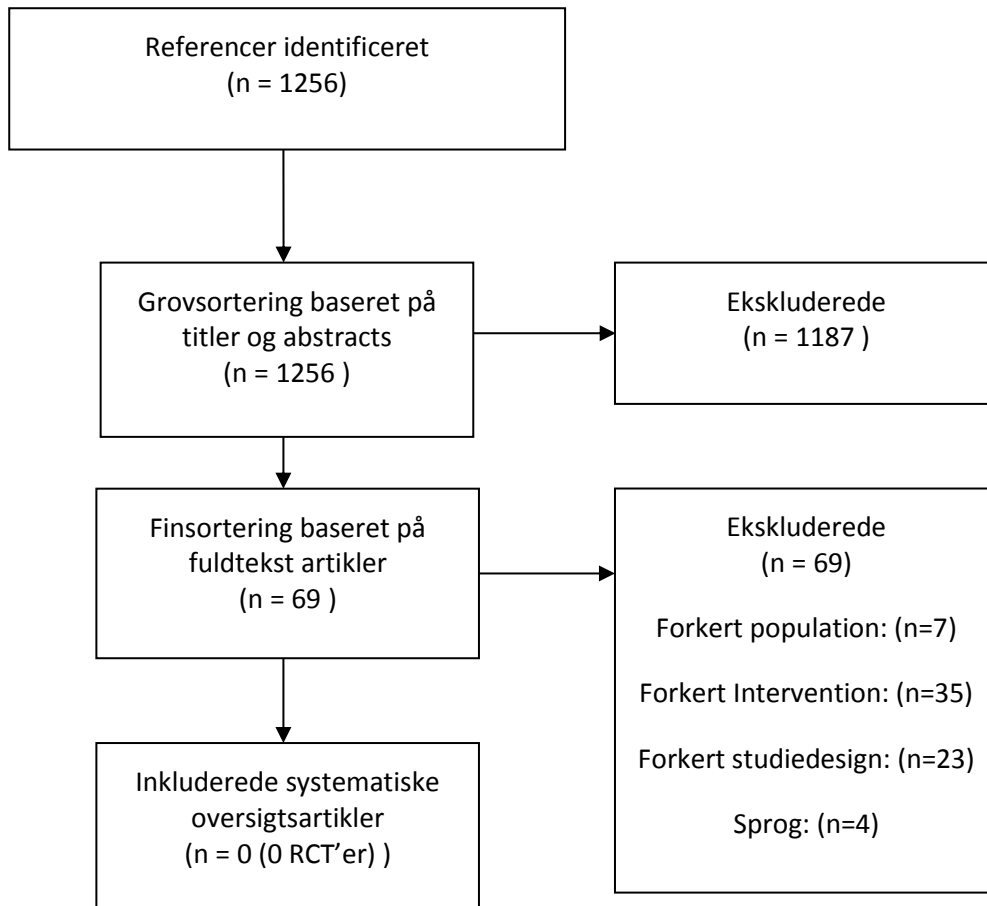 Referencer identificeret
(n = 1256)
Grovsortering baseret på
titler og abstracts
(n = 1256 )
Ekskluderede
(n = 1187 )
Finsortering baseret på
fuldtekst artikler
(n = 69 )
Ekskluderede
(n = 69)
Forkert population: (n=7)
Forkert Intervention: (n=35)
Forkert studiedesign: (n=23)
Sprog: (n=4)
Inkluderede systematiske
oversigtsartikler
(n = 0 (0 RCT’er) )